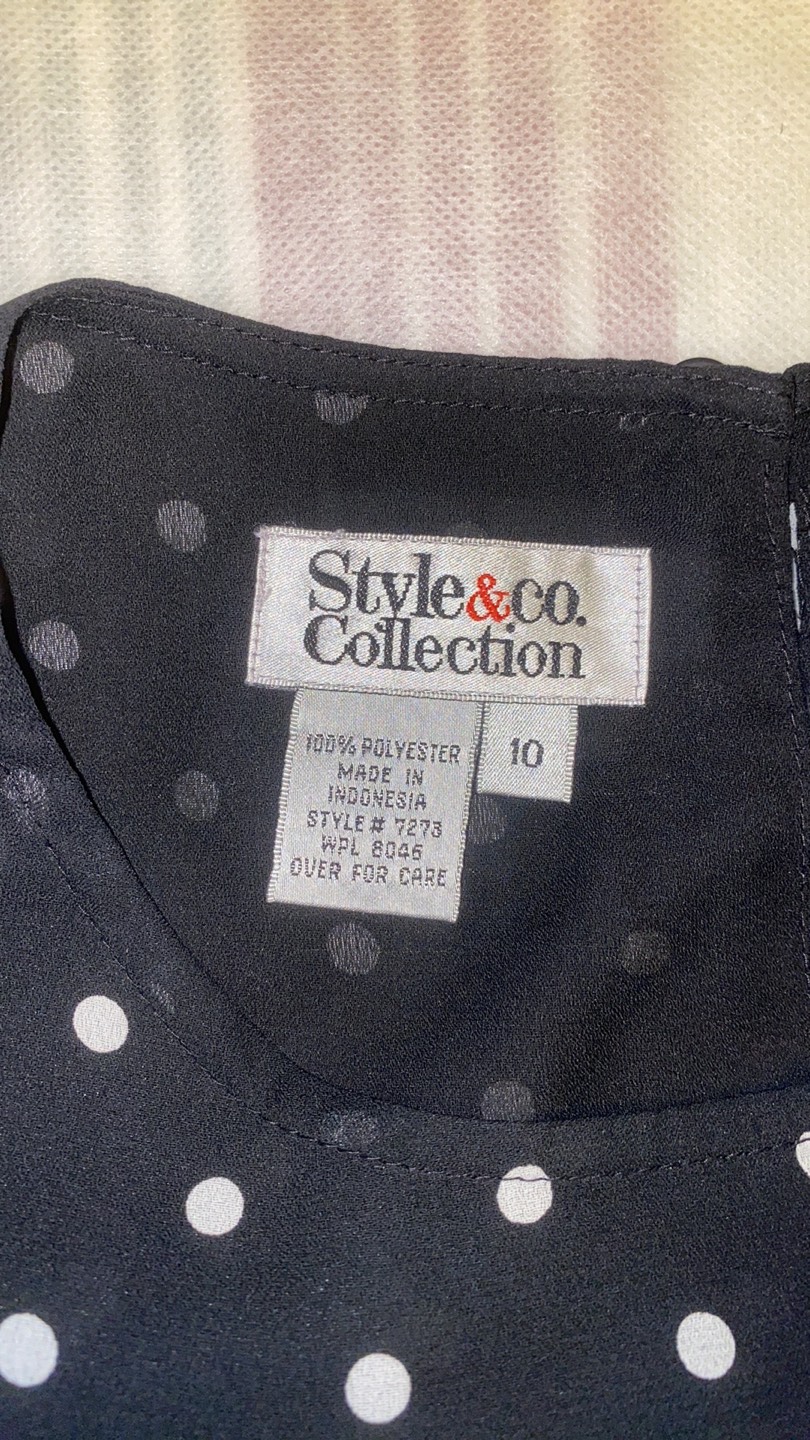 Style&co.
Collection
10
100% POLYESTER
MADE IN
INDONESIA
STYLE # 7273
WPL 8046
OVER FOR CARE